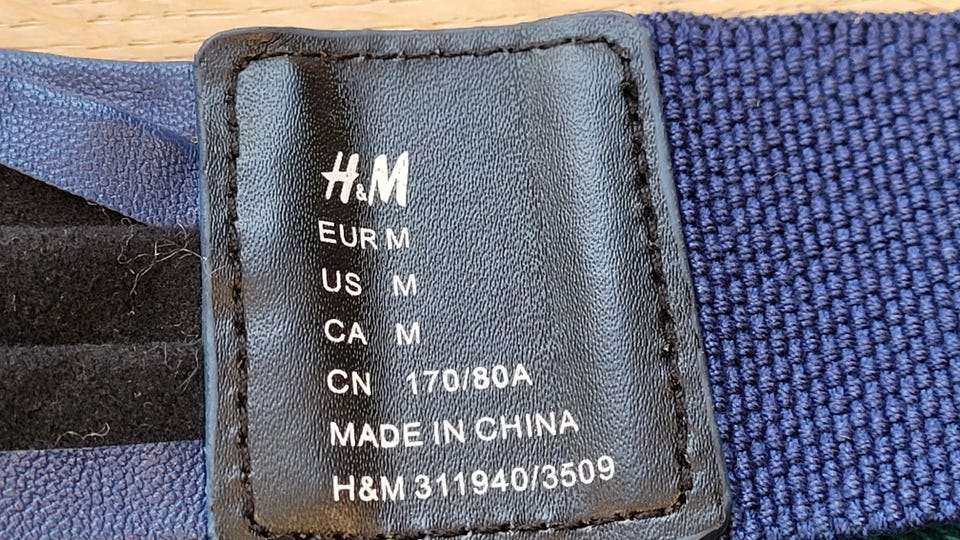 H&M
EUR M
US M
CA M
CN 170/80A
MADE IN CHINA
H&M 311940/3509